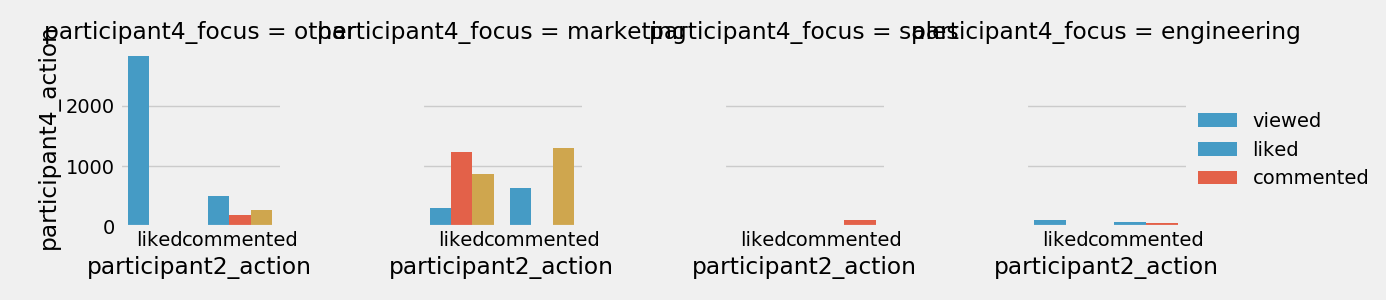 participant4_focus = other
participant4_focus = marketing
participant4_focus = sales
participant4_focus = engineering
participant4_action
2000
1000
0
viewed
liked
commented
liked commented
liked commented
liked commented
liked commented
participant2_action
participant2_action
participant2_action
participant2_action